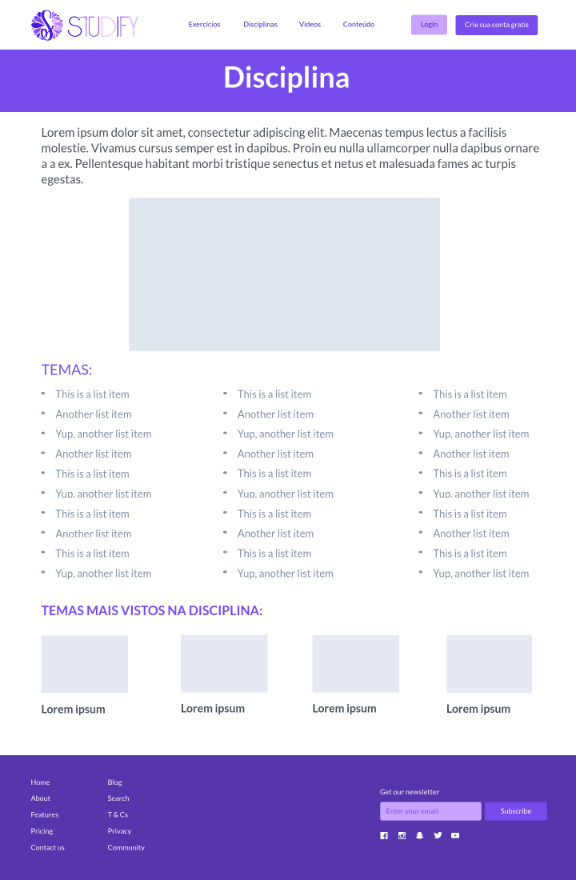 STUDIFY
Exercícios Disciplinas Vídeos Conteúdo Login Crie sua conta gratis
Disciplina
Lorem ipsum dolor sit amet, consectetur adipiscing elit. Maecenas tempus lectus a facilisis
molestie. Vivamus cursus semper est in dapibus. Proin eu nulla ullamcorper nulla dapibus ornare
a a ex. Pellentesque habitant morbi tristique senectus et netus et malesuada fames ac turpis
egestas.
TEMAS:
This is a list item
Another list item
Yup, another list item
Another list item
This is a list item
Yup, another list item
This is a list item
Another list item
This is a list item
Yup, another list item
This is a list item
Another list item
Yup, another list item
Another list item
This is a list item
Yup, another list item
This is a list item
Another list item
This is a list item
Yup, another list item
This is a list item
Another list item
Yup, another list item
Another list item
This is a list item
Yup, another list item
This is a list item
Another list item
This is a list item
Yup, another list item
TEMAS MAIS VISTOS NA DISCIPLINA:
Lorem ipsum Lorem ipsum Lorem ipsum Lorem ipsum
Home
About
Features
Pricing
Contact us
Blog
Search
T & Cs
Privacy
Community
Get our newsletter
Enter your email Subscribe